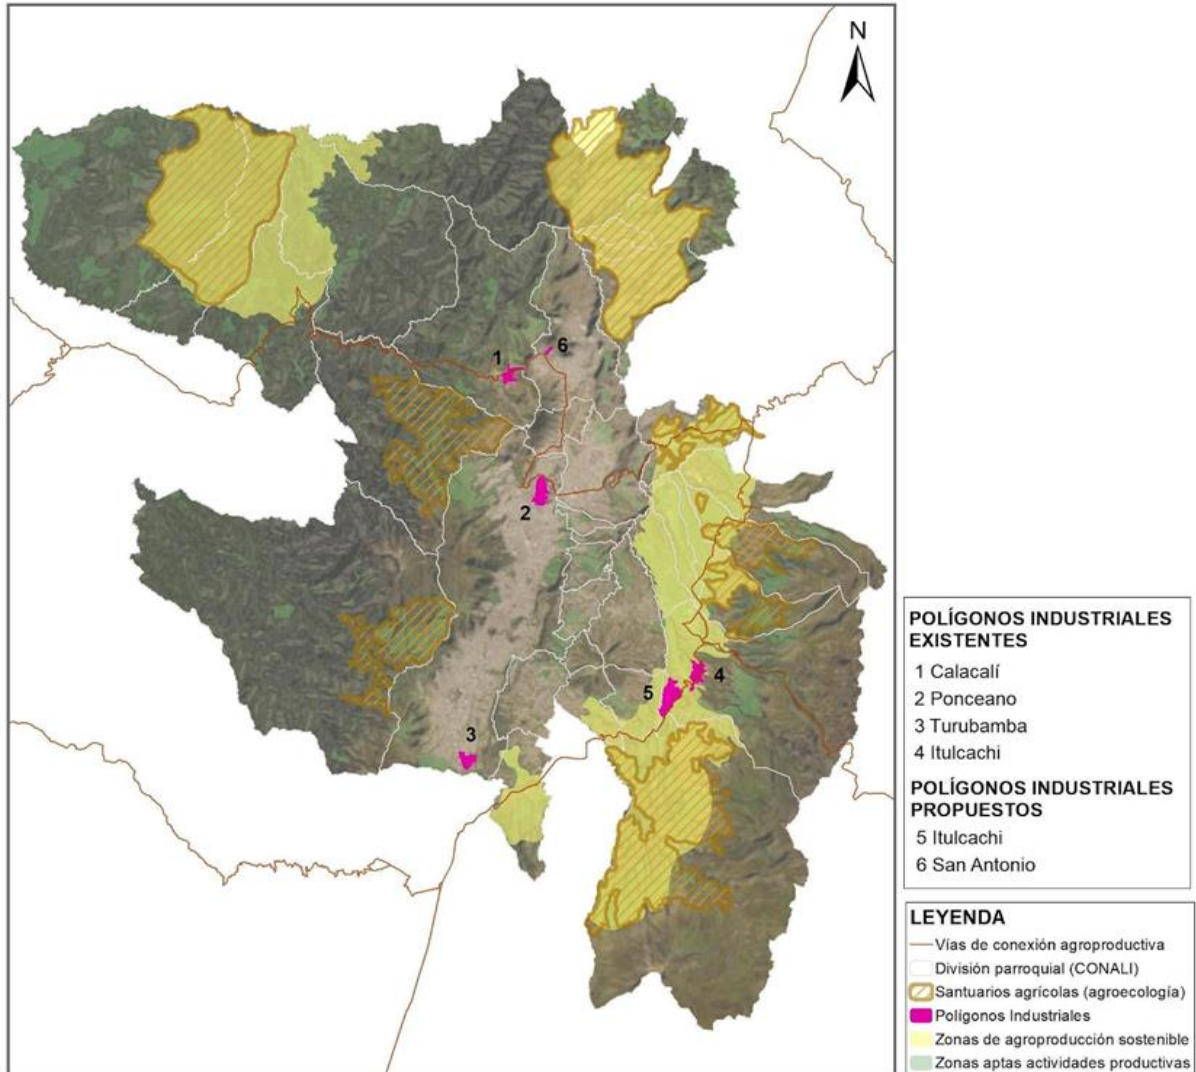 N
1
6
2
4
5
3
POLÍGONOS INDUSTRIALES
EXISTENTES
1 Calacalí
2 Ponceano
3 Turubamba
4 Itulcachi
POLÍGONOS INDUSTRIALES
PROPUESTOS
5 Itulcachi
6 San Antonio
LEYENDA
Vías de conexión agroproductiva
División parroquial (CONALI)
Santuarios agrícolas (agroecología)
Polígonos Industriales
Zonas de agroproducción sostenible
Zonas aptas actividades productivas